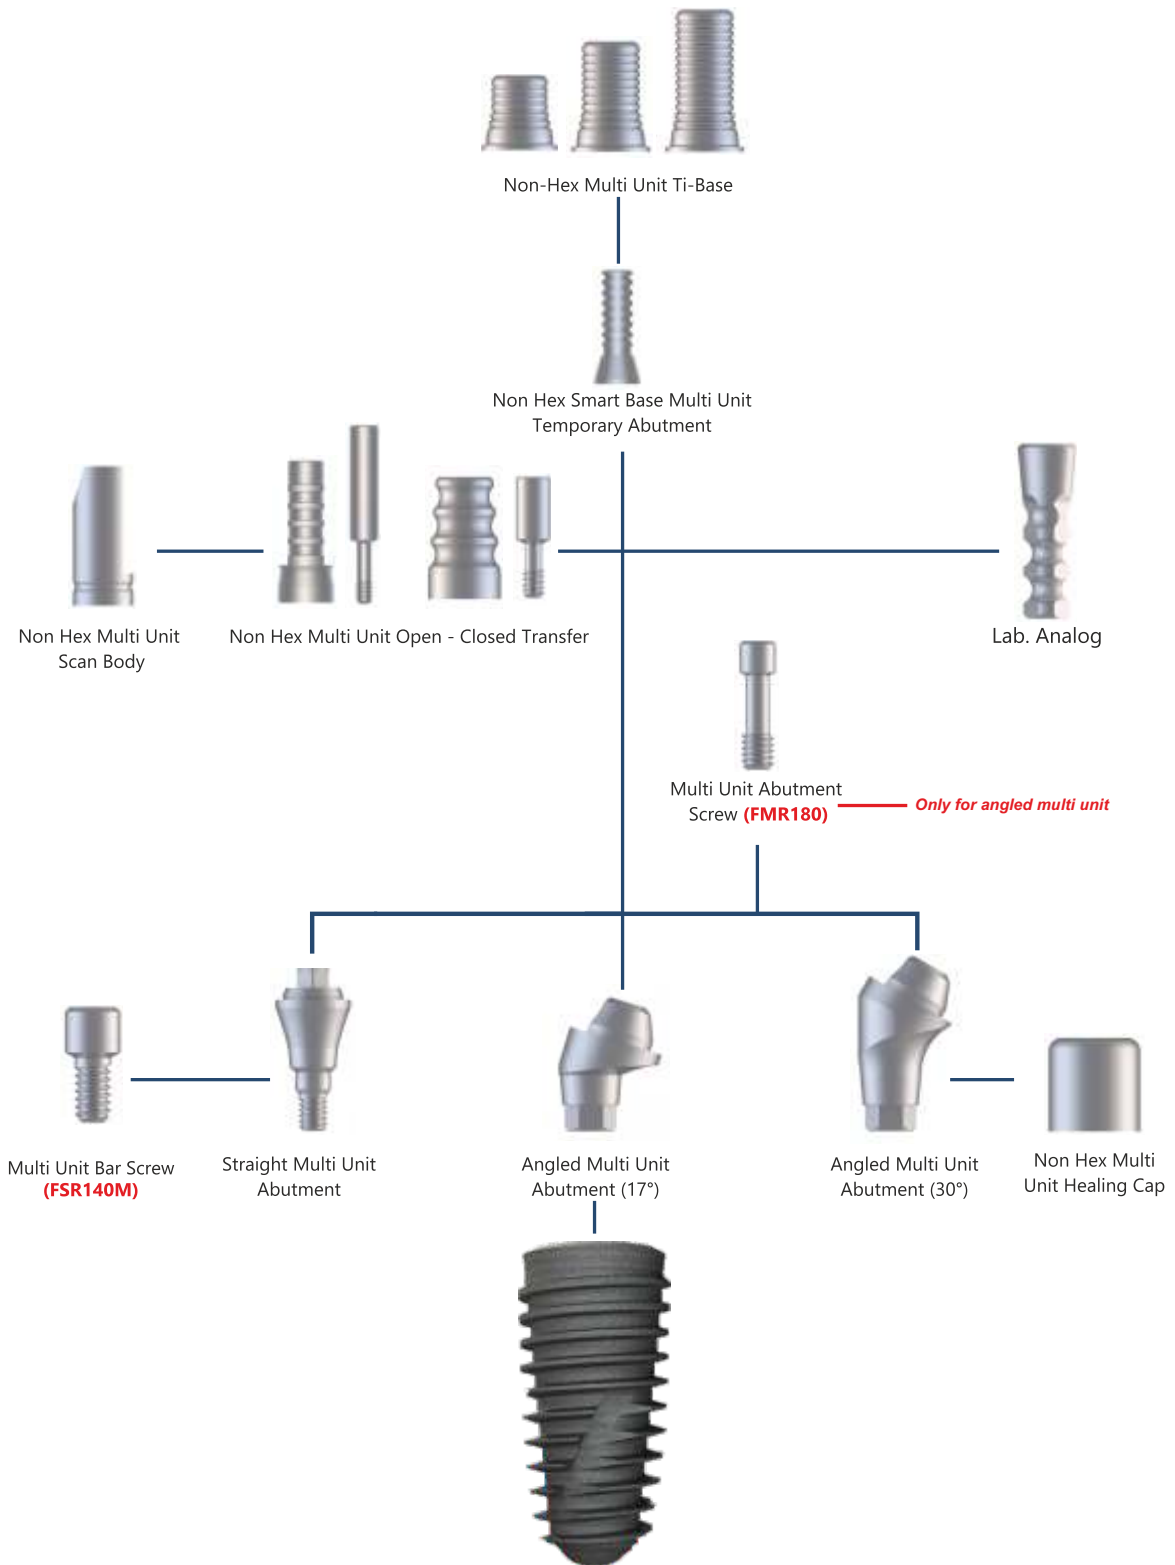 Non-Hex Multi Unit Ti-Base
Non Hex Smart Base Multi Unit
Temporary Abutment
Non Hex Multi Unit
Scan Body
Non Hex Multi Unit Open - Closed Transfer
Lab. Analog
Multi Unit Abutment
Screw (FMR180)
Only for angled multi unit
Multi Unit Bar Screw
(FSR140M)
Straight Multi Unit
Abutment
Angled Multi Unit
Abutment (17°)
Angled Multi Unit
Abutment (30°)
Non Hex Multi
Unit Healing Cap